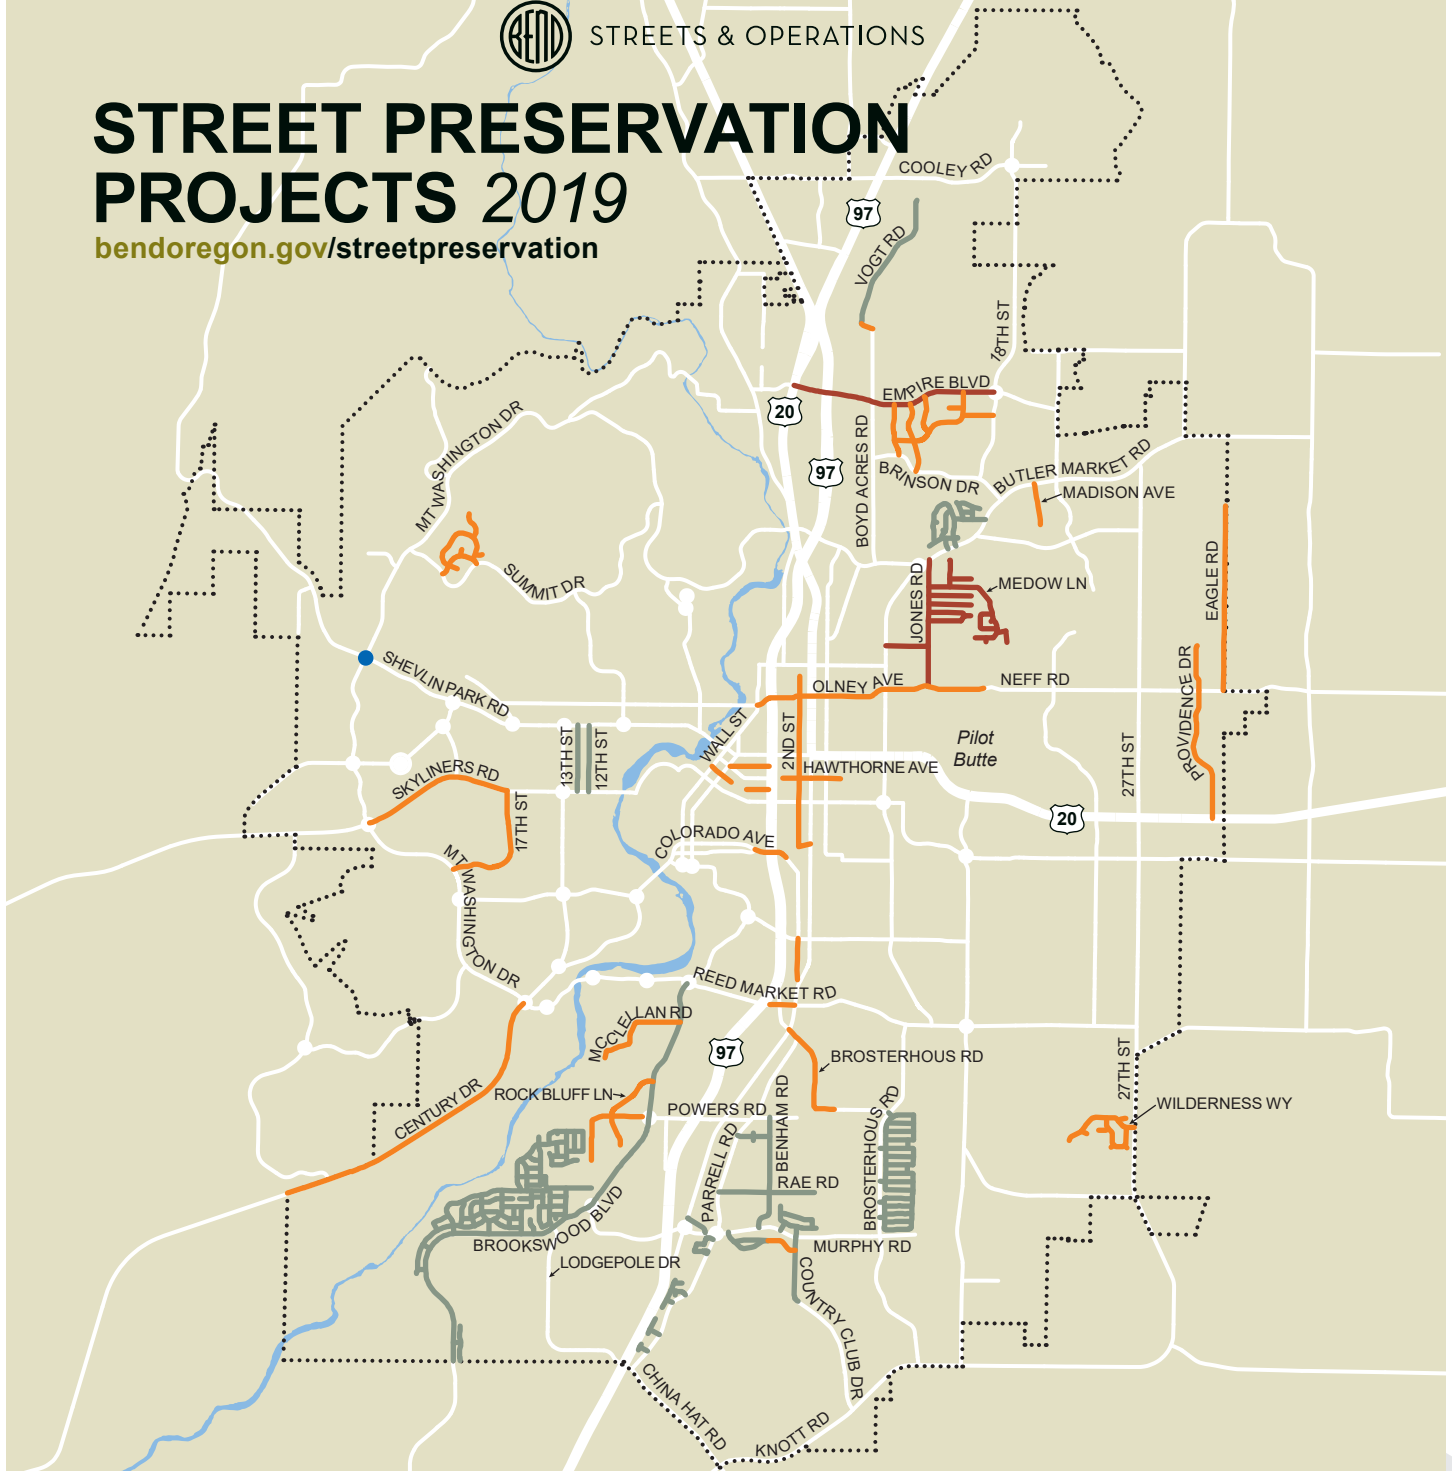 BEND STREETS & OPERATIONS
STREET PRESERVATION
PROJECTS 2019
bendoregon.gov/streetpreservation
COOLEY RD
97
VOGT RD
18TH ST
EMPIRE BLVD
20
MT WASHINGTON DR
BOYD ACRES RD
97
BRINSON DR
BUTLER MARKET RD
MADISON AVE
SUMMIT DR
JONES RD
MEDOW LN
EAGLE RD
SHEVLIN PARK RD
OLNEY AVE
NEFF RD
PROVIDENCE DR
WALL ST
2ND ST
13TH ST
12TH ST
Pilot
Butte
27TH ST
HAWTHORNE AVE
SKYLINERS RD
17TH ST
20
COLORADO AVE
MT WASHINGTON DR
REED MARKET RD
MCCLELLAN RD
97
BROSTERHOUS RD
27TH ST
CENTURY DR
ROCK BLUFF LN
POWERS RD
BENHAM RD
BROSTERHOUS RD
WILDERNESS WY
PARRELL RD
RAE RD
BROOKSWOOD BLVD
MURPHY RD
LODGEPOLE DR
COUNTRY CLUB DR
CHINA HAT RD
KNOTT RD